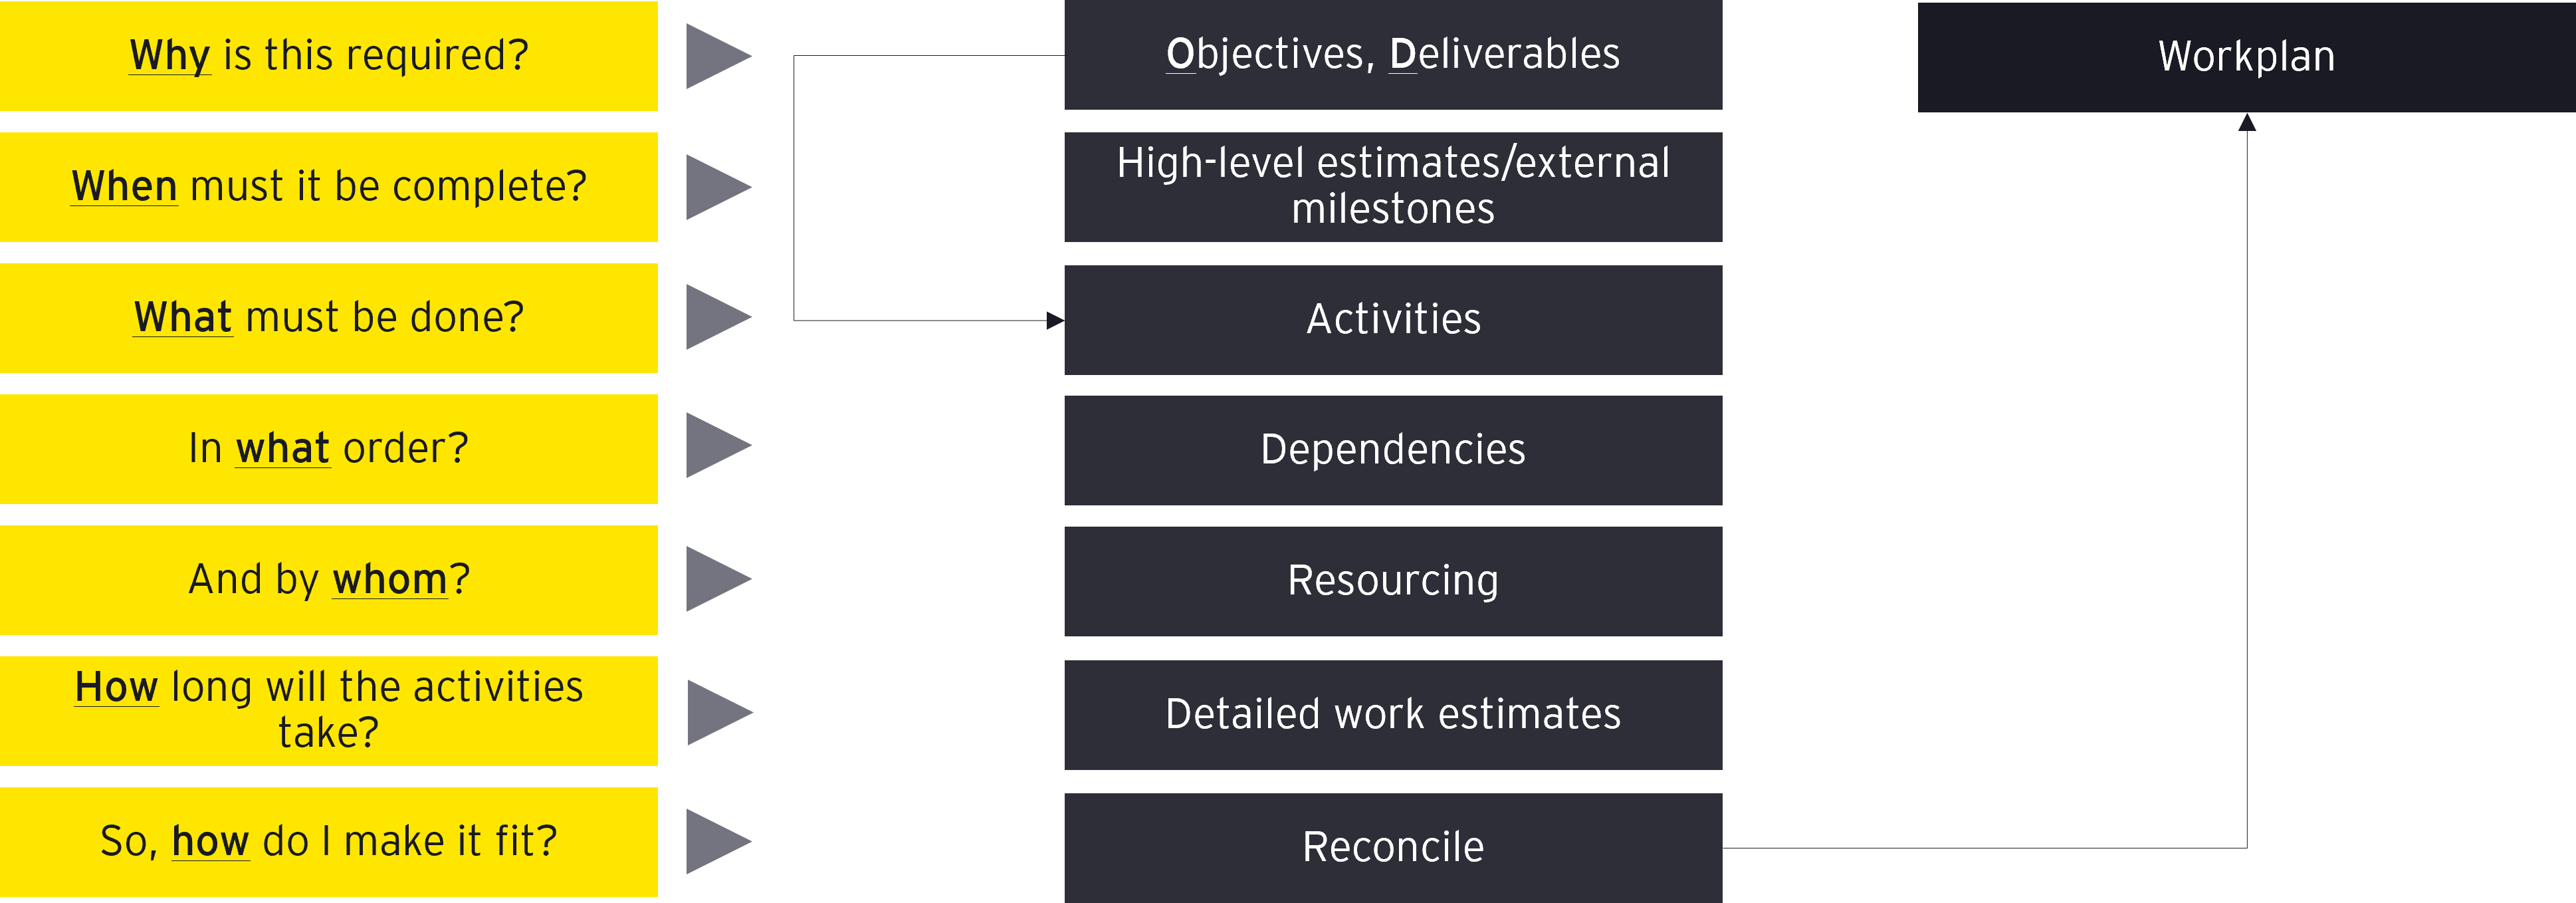 Why is this required?
Objectives, Deliverables
Workplan
When must it be complete?
High-level estimates/external
milestones
What must be done?
Activities
In what order?
Dependencies
And by whom?
Resourcing
How long will the activities
take?
Detailed work estimates
So, how do I make it fit?
Reconcile